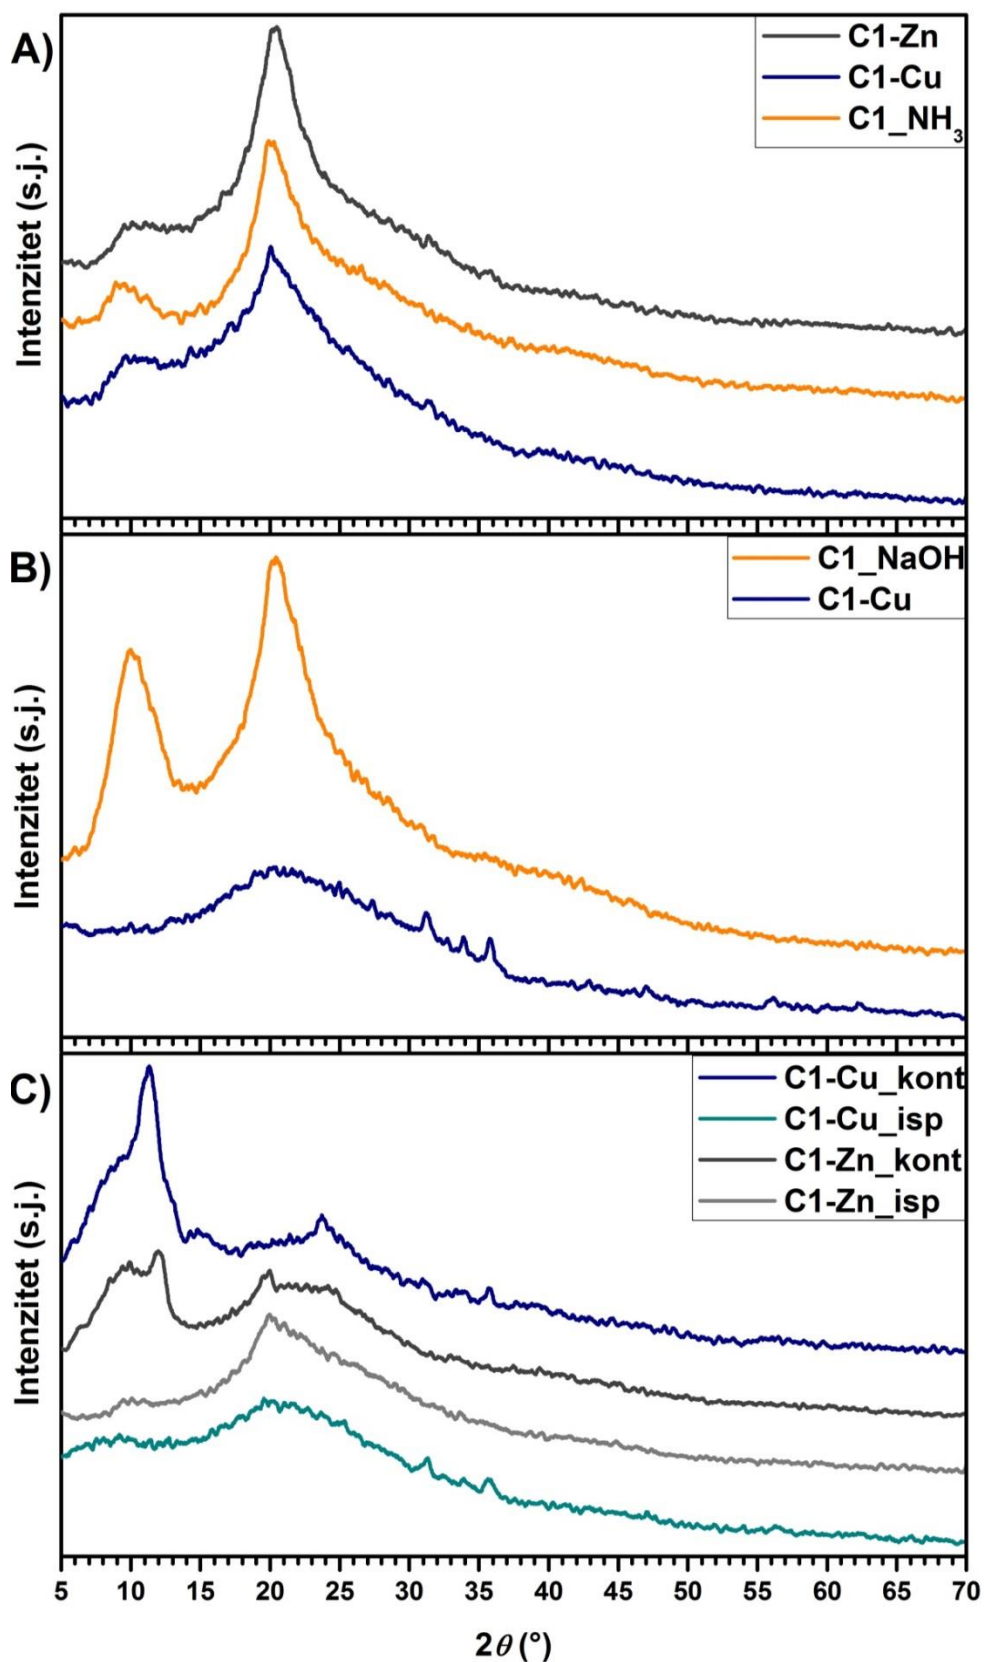 A)
Intenzitet (s.j.)
C1-Zn
C1-Cu
C1_NH₃
B)
Intenzitet (s.j.)
C1_NaOH
C1-Cu
C)
Intenzitet (s.j.)
C1-Cu_kont
C1-Cu_isp
C1-Zn_kont
C1-Zn_isp
5 10 15 20 25 30 35 40 45 50 55 60 65 70
2θ (°)